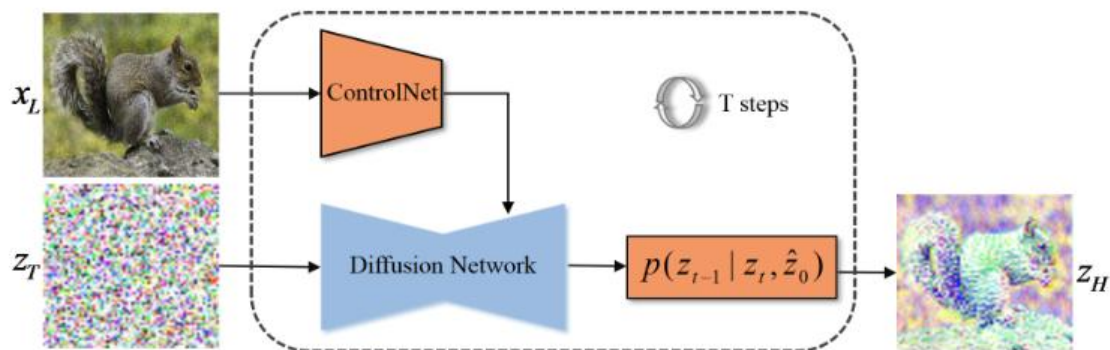 x_L
ControlNet
T steps
z_T
Diffusion Network
p(z_{t-1} | z_t, ẑ_0)
z_H